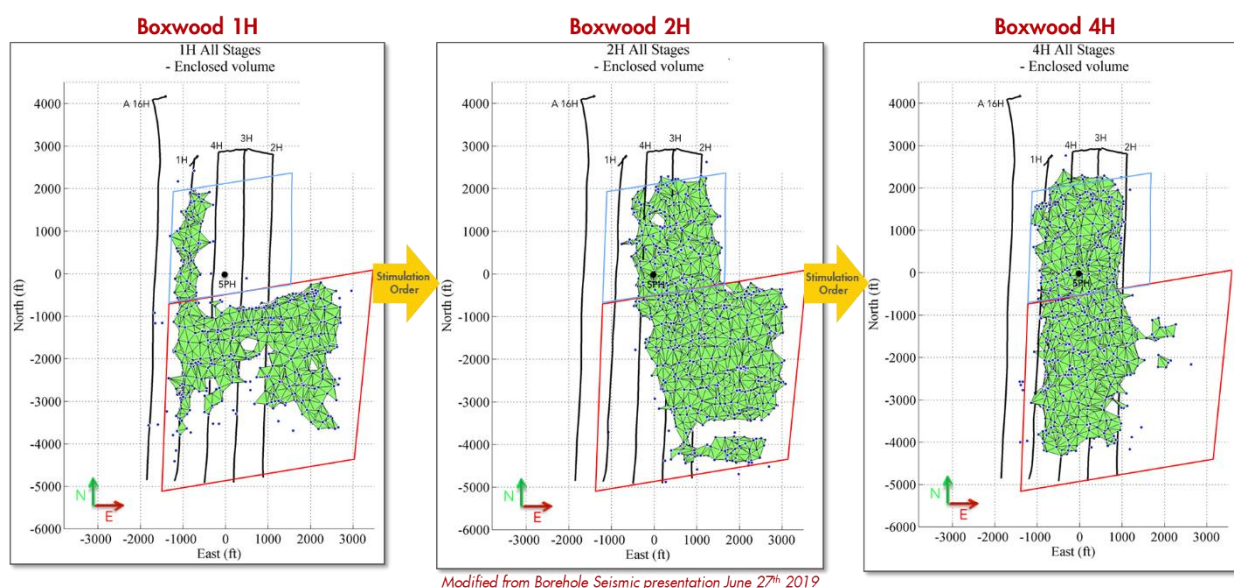 Boxwood 1H
1H All Stages
- Enclosed volume
4000
3000
2000
1000
0
-1000
-2000
-3000
-4000
-5000
-6000
North (ft)
A 16H
1H
4H
3H
2H
5PH
N
E
-3000 -2000 -1000 0 1000 2000 3000
East (ft)
Stimulation
Order
Boxwood 2H
2H All Stages
- Enclosed volume
4000
3000
2000
1000
0
-1000
-2000
-3000
-4000
-5000
-6000
North (ft)
A 16H
1H
4H
3H
2H
5PH
N
E
-3000 -2000 -1000 0 1000 2000 3000
East (ft)
Stimulation
Order
Boxwood 4H
4H All Stages
- Enclosed volume
4000
3000
2000
1000
0
-1000
-2000
-3000
-4000
-5000
-6000
North (ft)
A 16H
1H
4H
3H
2H
5PH
N
E
-3000 -2000 -1000 0 1000 2000 3000
East (ft)
Modified from Borehole Seismic presentation June 27th 2019